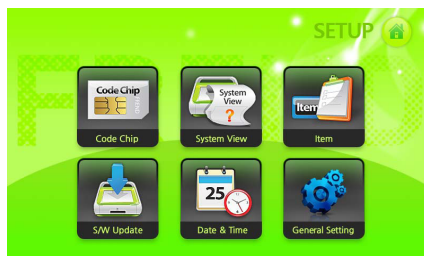 SETUP
Code Chip
System
View
?
Item
Code Chip
System View
Item
25
S/W Update
Date & Time
General Setting